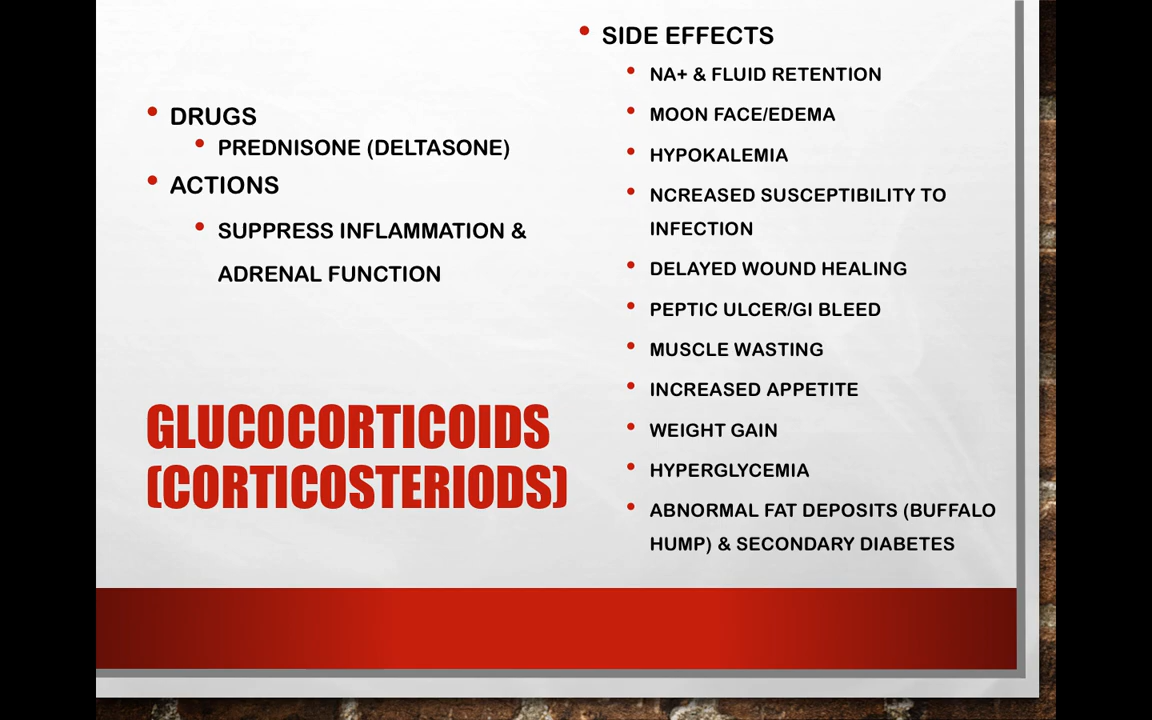 DRUGS
PREDNISONE (DELTASONE)
ACTIONS
SUPPRESS INFLAMMATION &
ADRENAL FUNCTION
GLUCOCORTICOIDS
(CORTICOSTERIODS)
SIDE EFFECTS
NA+ & FLUID RETENTION
MOON FACE/EDEMA
HYPOKALEMIA
NCREASED SUSCEPTIBILITY TO
INFECTION
DELAYED WOUND HEALING
PEPTIC ULCER/GI BLEED
MUSCLE WASTING
INCREASED APPETITE
WEIGHT GAIN
HYPERGLYCEMIA
ABNORMAL FAT DEPOSITS (BUFFALO
HUMP) & SECONDARY DIABETES